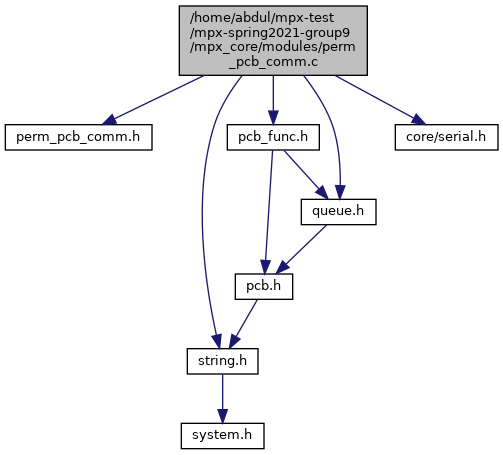 /home/abdul/mpx-test
/mpx-spring2021-group9
/mpx_core/modules/perm
_pcb_comm.c
perm_pcb_comm.h
pcb_func.h
core/serial.h
queue.h
pcb.h
string.h
system.h